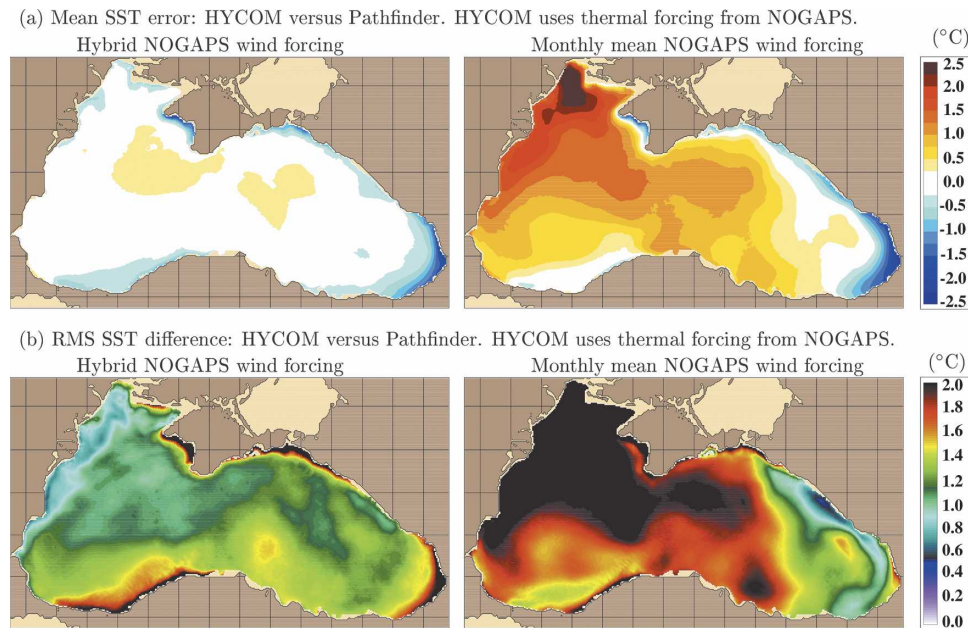 (a) Mean SST error: HYCOM versus Pathfinder. HYCOM uses thermal forcing from NOGAPS.
Hybrid NOGAPS wind forcing
Monthly mean NOGAPS wind forcing
(°C)
2.5
2.0
1.5
1.0
0.5
0.0
-0.5
-1.0
-1.5
-2.0
-2.5
(b) RMS SST difference: HYCOM versus Pathfinder. HYCOM uses thermal forcing from NOGAPS.
Hybrid NOGAPS wind forcing
Monthly mean NOGAPS wind forcing
(°C)
2.0
1.8
1.6
1.4
1.2
1.0
0.8
0.6
0.4
0.2
0.0